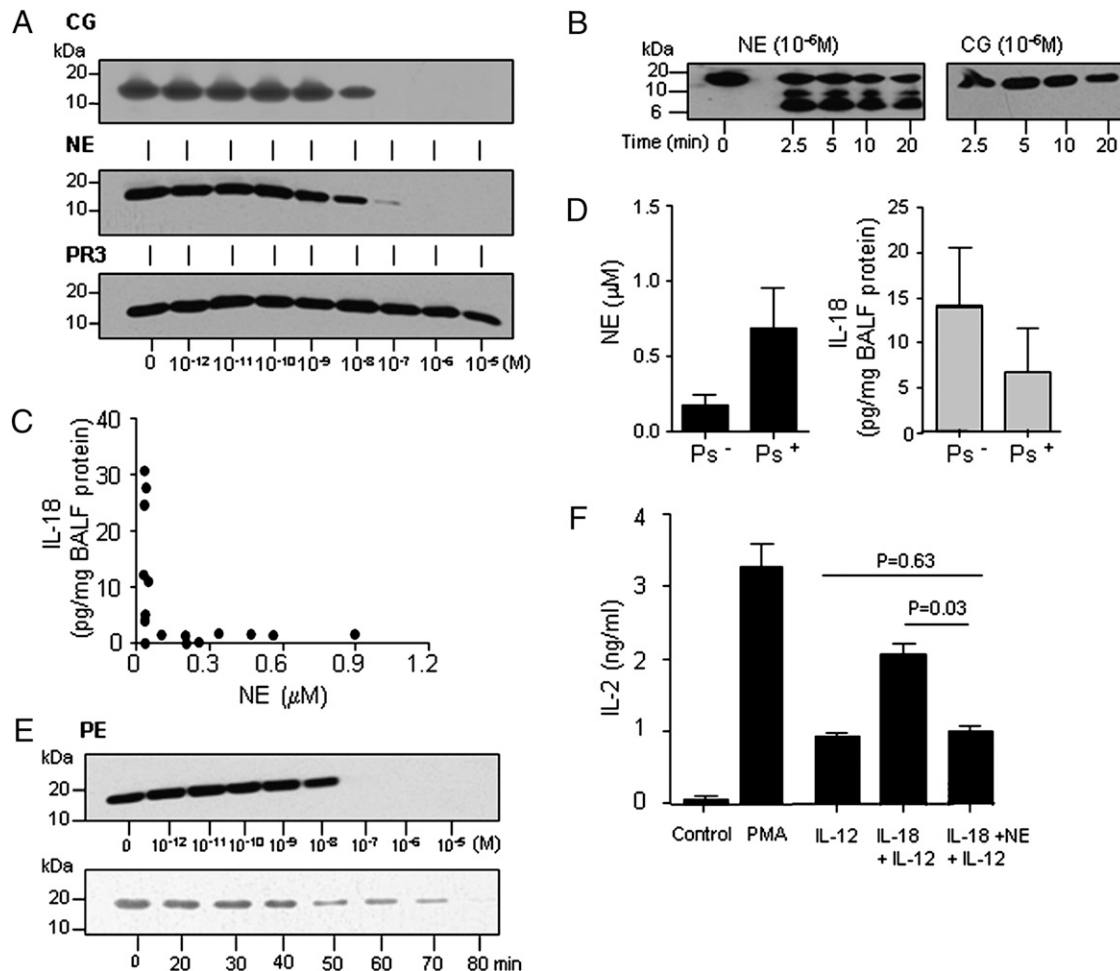 A
CG
kDa
20
10
NE
20
10
PR3
20
10
0 10-12 10-11 10-10 10-9 10-8 10-7 10-6 10-5 (M)
B
NE (10-6M) CG (10-6M)
kDa
20
10
6
Time (min) 0 2.5 5 10 20 2.5 5 10 20
C
IL-18
(pg/mg BALF protein)
40
30
20
10
0
0 0.3 0.6 0.9 1.2
NE (μM)
D
NE (μM)
1.5
1.0
0.5
0.0
Ps - Ps +
IL-18
(pg/mg BALF protein)
25
20
15
10
5
0
Ps - Ps +
E
PE
kDa
20
10
0 10-12 10-11 10-10 10-9 10-8 10-7 10-6 10-5 (M)
20
10
0 20 30 40 50 60 70 80 min
F
IL-2 (ng/ml)
4
3
2
1
0
P=0.63
P=0.03
Control PMA IL-12 IL-18 IL-18 +NE
+ IL-12 + IL-12